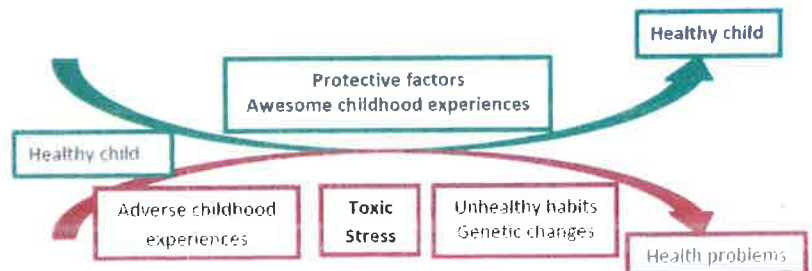 Healthy child
Protective factors
Awesome childhood experiences
Healthy child
Adverse childhood
experiences
Toxic
Stress
Unhealthy habits
Genetic changes
Health problems